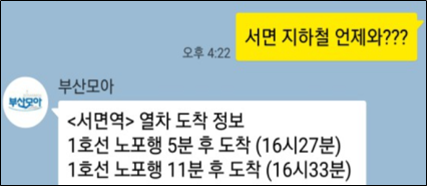 서면 지하철 언제와???
오후 4:22
부산모아
부산모아
<서면역> 열차 도착 정보
1호선 노포행 5분 후 도착 (16시27분)
1호선 노포행 11분 후 도착 (16시33분)